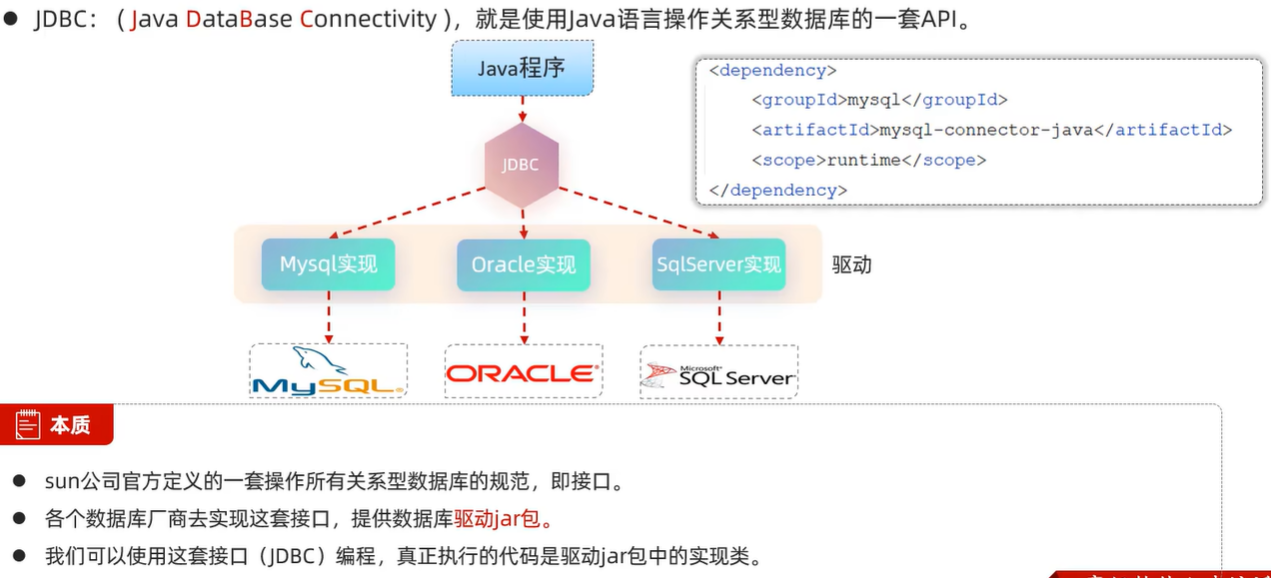 ● JDBC:（Java DataBase Connectivity），就是使用Java语言操作关系型数据库的一套API。
Java程序
<dependency>
<groupId>mysql</groupId>
<artifactId>mysql-connector-java</artifactId>
<scope>runtime</scope>
</dependency>
JDBC
Mysql实现 Oracle实现 SqlServer实现 驱动
MySQL® ORACLE® Microsoft® SQL Server
本质
● sun公司官方定义的一套操作所有关系型数据库的规范，即接口。
● 各个数据库厂商去实现这套接口，提供数据库驱动jar包。
● 我们可以使用这套接口（JDBC）编程，真正执行的代码是驱动jar包中的实现类。